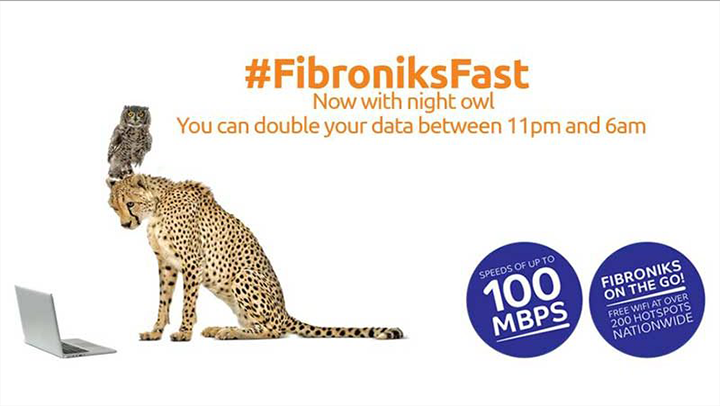 #FibroniksFast
Now with night owl
You can double your data between 11pm and 6am
SPEEDS OF UP TO
100
MBPS
FIBRONIKS
ON THE GO!
FREE WIFI AT OVER
200 HOTSPOTS
NATIONWIDE